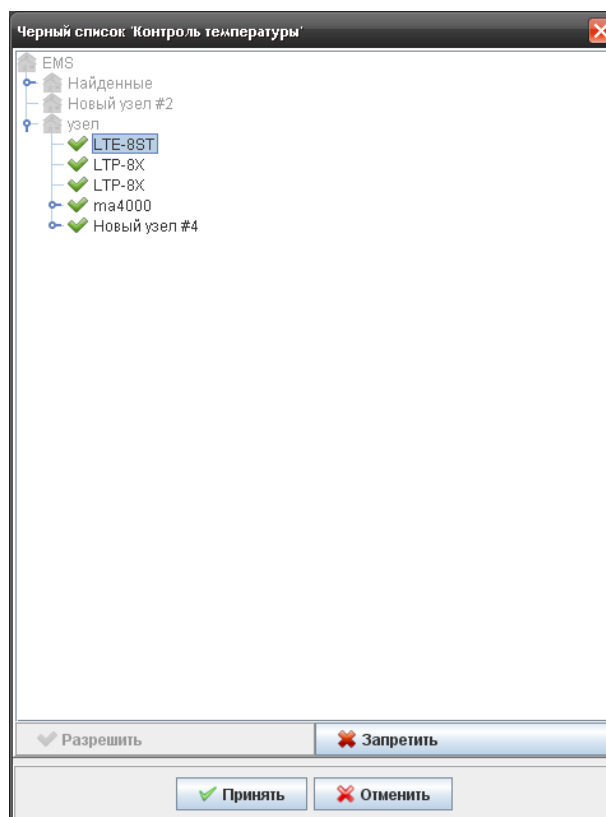 Черный список 'Контроль температуры'
EMS
Найденные
Новый узел #2
узел
LTE-8ST
LTP-8X
LTP-8X
ma4000
Новый узел #4
Разрешить Запретить
Принять Отменить